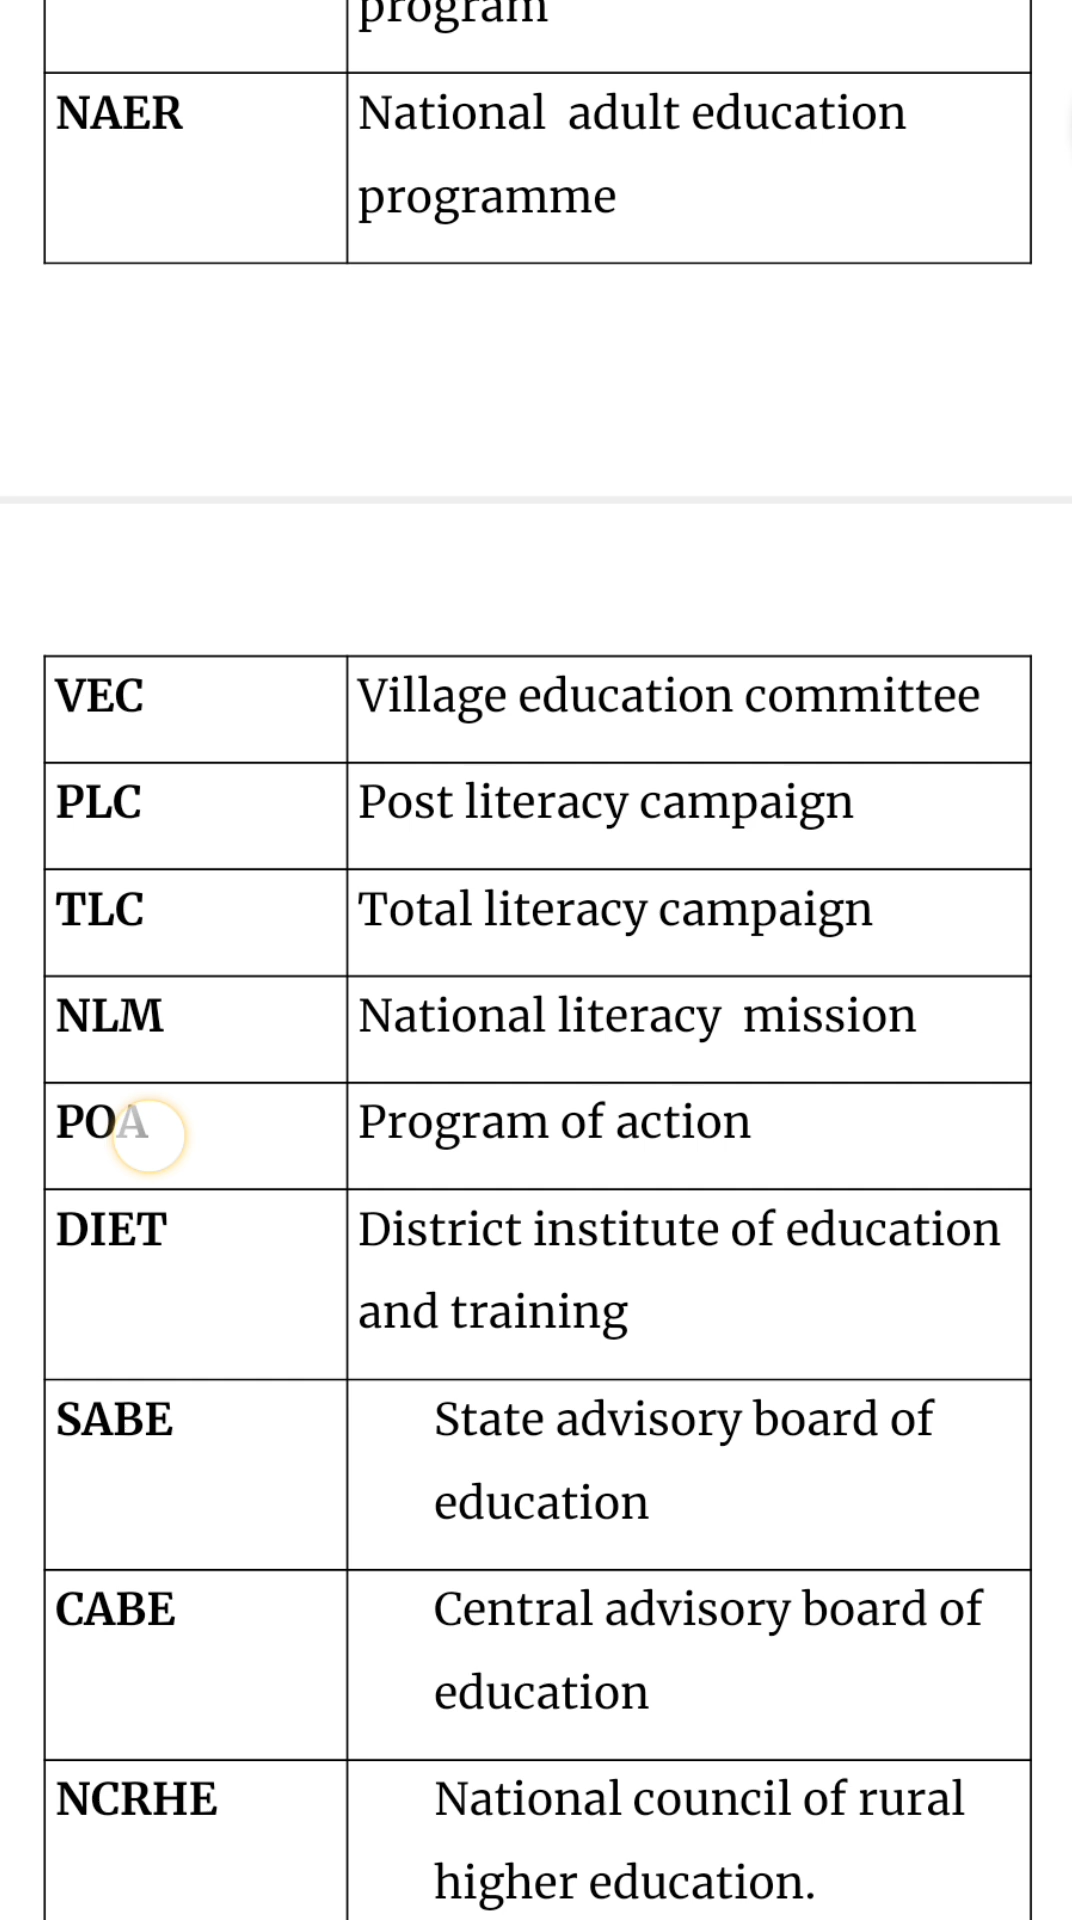 program
NAER National adult education
programme
VEC Village education committee
PLC Post literacy campaign
TLC Total literacy campaign
NLM National literacy mission
POA Program of action
DIET District institute of education
and training
SABE State advisory board of
education
CABE Central advisory board of
education
NCRHE National council of rural
higher education.